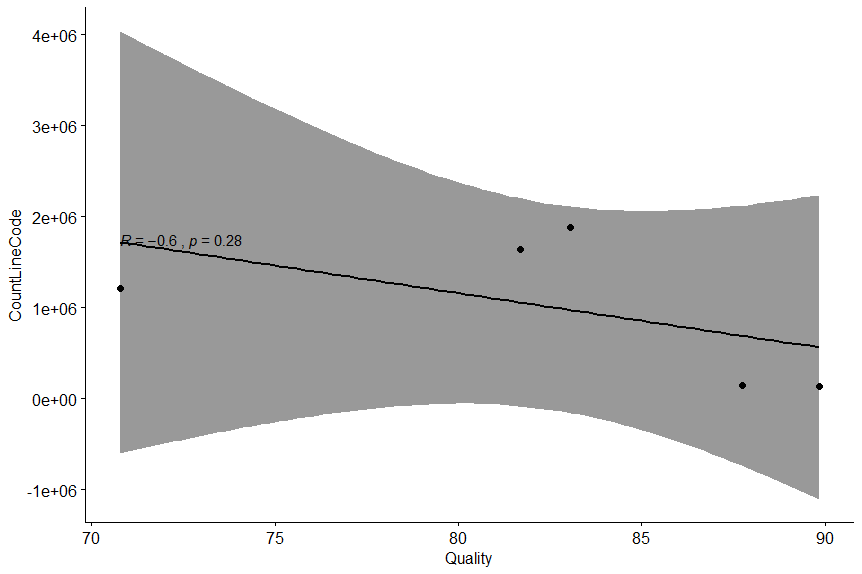 4e+06
3e+06
2e+06
1e+06
0e+00
-1e+06
CountLineCode
R = −0.6 , p = 0.28
70 75 80 85 90
Quality